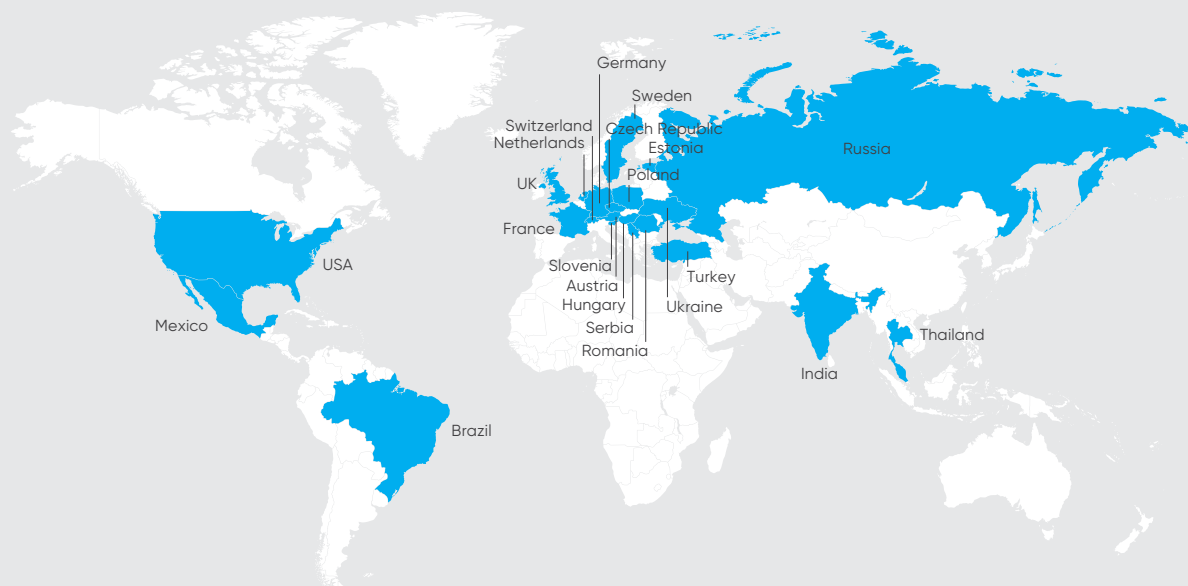 Germany
Sweden
Switzerland
Czech Republic
Netherlands
Estonia
Russia
Poland
UK
France
USA
Slovenia
Turkey
Austria
Hungary
Ukraine
Mexico
Serbia
Thailand
Romania
India
Brazil